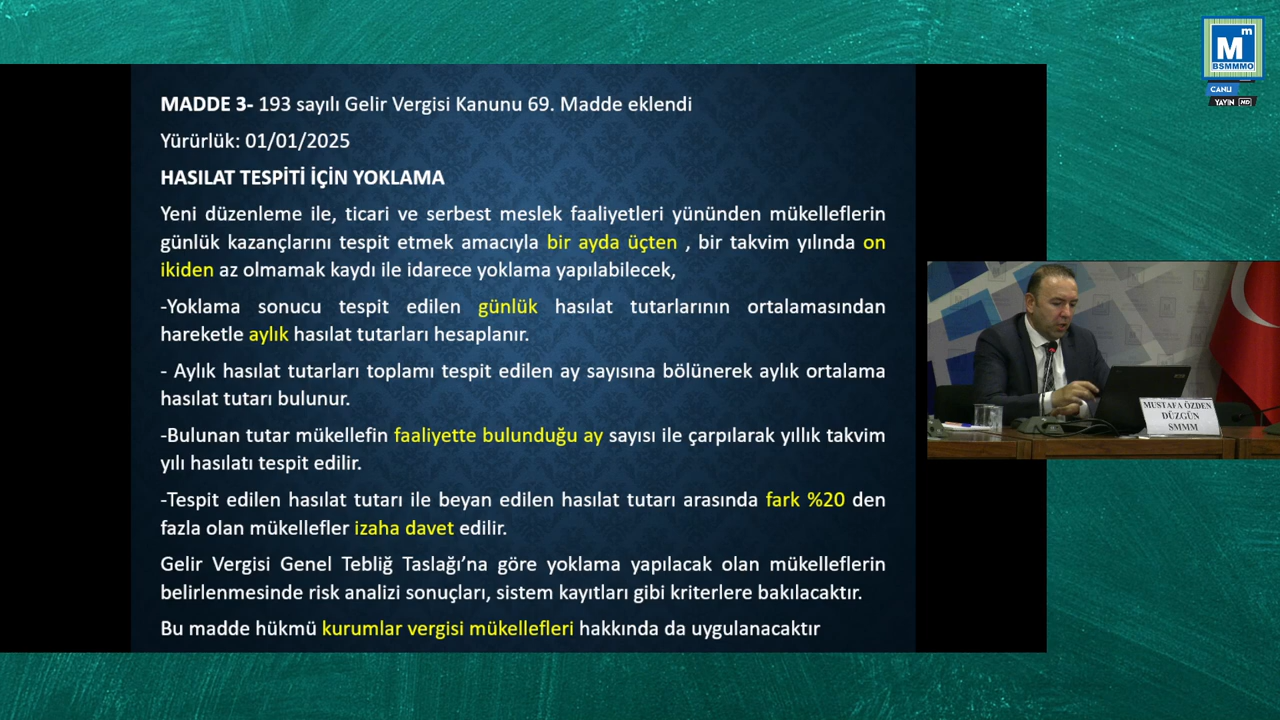 MADDE 3- 193 sayılı Gelir Vergisi Kanunu 69. Madde eklendi
Yürürlük: 01/01/2025
HASILAT TESPİTİ İÇİN YOKLAMA
Yeni düzenleme ile, ticari ve serbest meslek faaliyetleri yününden mükelleflerin
günlük kazançlarını tespit etmek amacıyla bir ayda üçten , bir takvim yılında on
ikiden az olmamak kaydı ile idarece yoklama yapılabilecek,
-Yoklama sonucu tespit edilen günlük hasılat tutarlarının ortalamasından
hareketle aylık hasılat tutarları hesaplanır.
- Aylık hasılat tutarları toplamı tespit edilen ay sayısına bölünerek aylık ortalama
hasılat tutarı bulunur.
-Bulunan tutar mükellefin faaliyette bulunduğu ay sayısı ile çarpılarak yıllık takvim
yılı hasılatı tespit edilir.
-Tespit edilen hasılat tutarı ile beyan edilen hasılat tutarı arasında fark %20 den
fazla olan mükellefler izaha davet edilir.
Gelir Vergisi Genel Tebliğ Taslağı’na göre yoklama yapılacak olan mükelleflerin
belirlenmesinde risk analizi sonuçları, sistem kayıtları gibi kriterlere bakılacaktır.
Bu madde hükmü kurumlar vergisi mükellefleri hakkında da uygulanacaktır
Mm
BSMMMO
CANLI
YAYIN HD
MUSTAFA ÖZDEN
DÜZGÜN
SMMM